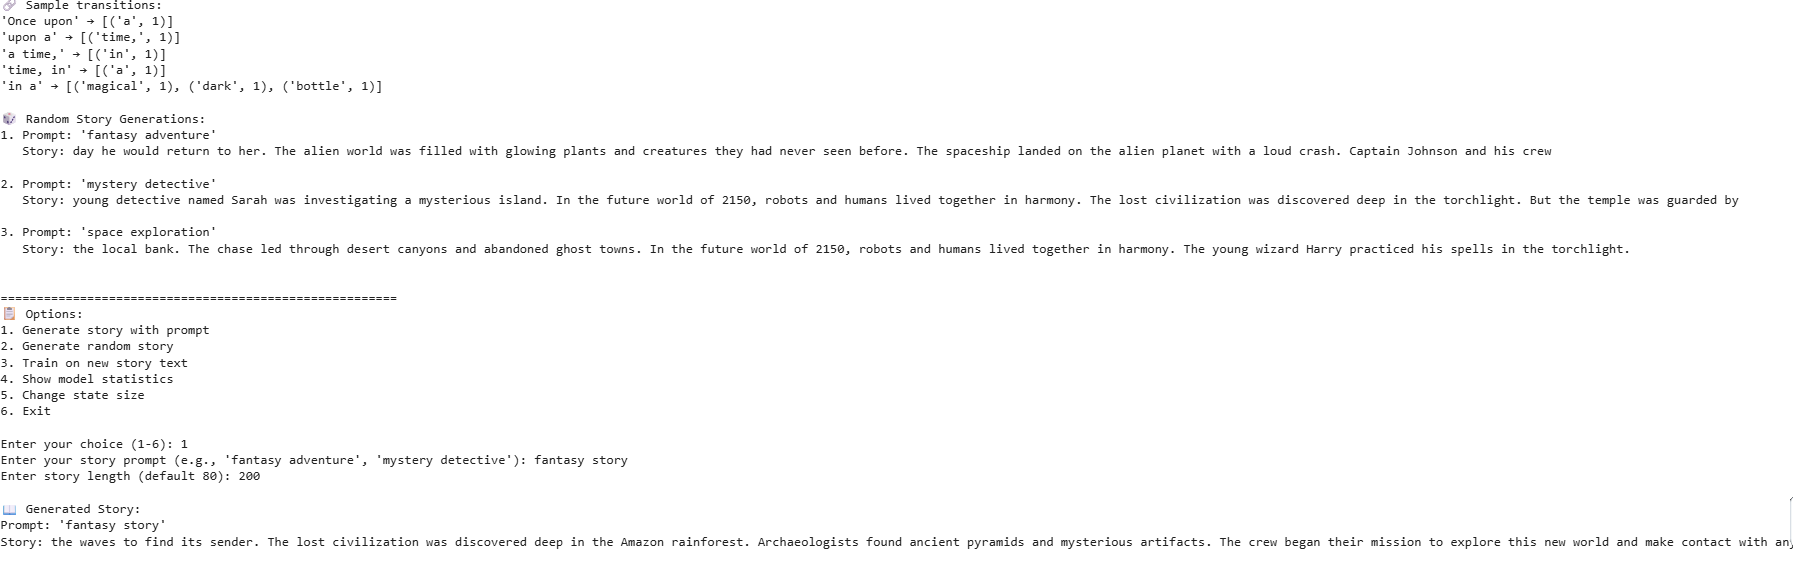 Sample transitions:
'Once upon' → [('a', 1)]
'upon a' → [('time,', 1)]
'a time,' → [('in', 1)]
'time, in' → [('a', 1)]
'in a' → [('magical', 1), ('dark', 1), ('bottle', 1)]
Random Story Generations:
1. Prompt: 'fantasy adventure'
Story: day he would return to her. The alien world was filled with glowing plants and creatures they had never seen before. The spaceship landed on the alien planet with a loud crash. Captain Johnson and his crew
2. Prompt: 'mystery detective'
Story: young detective named Sarah was investigating a mysterious island. In the future world of 2150, robots and humans lived together in harmony. The lost civilization was discovered deep in the torchlight. But the temple was guarded by
3. Prompt: 'space exploration'
Story: the local bank. The chase led through desert canyons and abandoned ghost towns. In the future world of 2150, robots and humans lived together in harmony. The young wizard Harry practiced his spells in the torchlight.
=======================================================
Options:
1. Generate story with prompt
2. Generate random story
3. Train on new story text
4. Show model statistics
5. Change state size
6. Exit
Enter your choice (1-6): 1
Enter your story prompt (e.g., 'fantasy adventure', 'mystery detective'): fantasy story
Enter story length (default 80): 200
Generated Story:
Prompt: 'fantasy story'
Story: the waves to find its sender. The lost civilization was discovered deep in the Amazon rainforest. Archaeologists found ancient pyramids and mysterious artifacts. The crew began their mission to explore this new world and make contact with